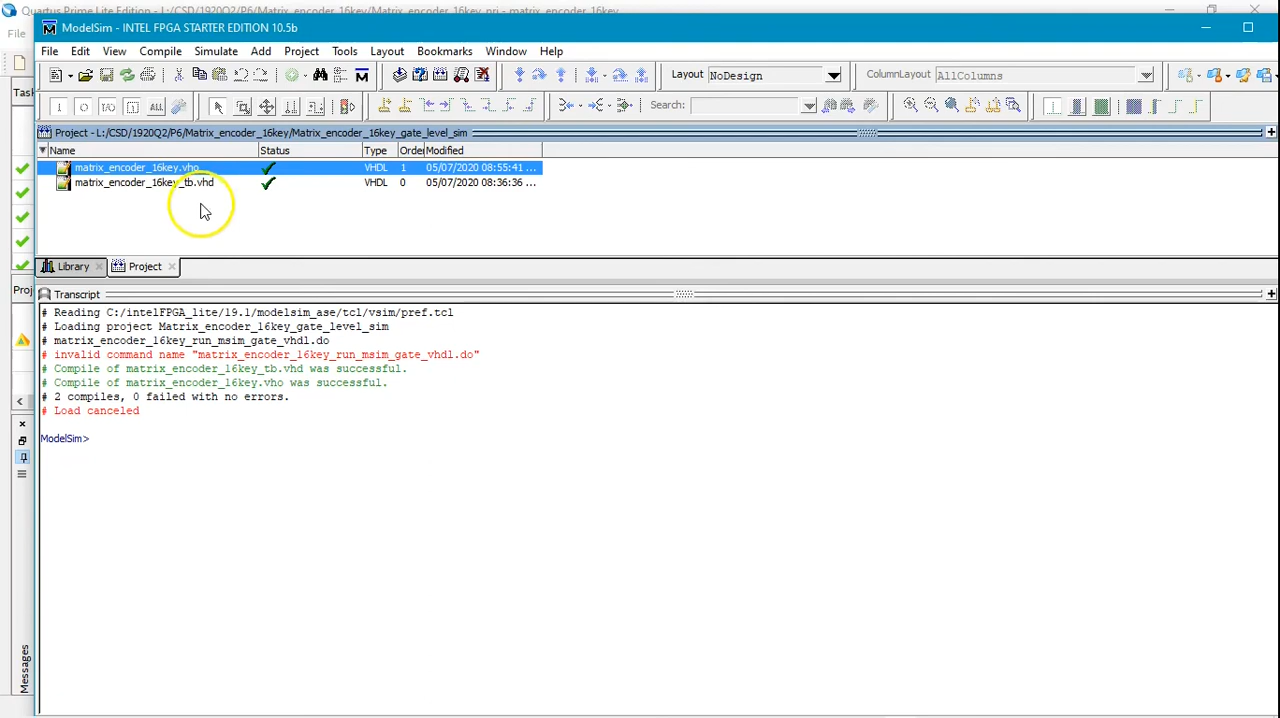 Quartus Prime Lite Edition - L:/CSD/1920Q2/P6/Matrix_encoder_16key/Matrix_encoder_16key_prj - matrix_encoder_16key
File
ModelSim - INTEL FPGA STARTER EDITION 10.5b
File Edit View Compile Simulate Add Project Tools Layout Bookmarks Window Help
Layout NoDesign ColumnLayout AllColumns
Search:
Task
Project - L:/CSD/1920Q2/P6/Matrix_encoder_16key/Matrix_encoder_16key_gate_level_sim
Name Status Type Order Modified
matrix_encoder_16key.vho VHDL 1 05/07/2020 08:55:41 ...
matrix_encoder_16key_tb.vhd VHDL 0 05/07/2020 08:36:36 ...
Library Project
Proj
Transcript
# Reading C:/intelFPGA_lite/19.1/modelsim_ase/tcl/vsim/pref.tcl
# Loading project Matrix_encoder_16key_gate_level_sim
# matrix_encoder_16key_run_msim_gate_vhdl.do
# invalid command name "matrix_encoder_16key_run_msim_gate_vhdl.do"
# Compile of matrix_encoder_16key_tb.vhd was successful.
# Compile of matrix_encoder_16key.vho was successful.
# 2 compiles, 0 failed with no errors.
# Load canceled
ModelSim>
Messages